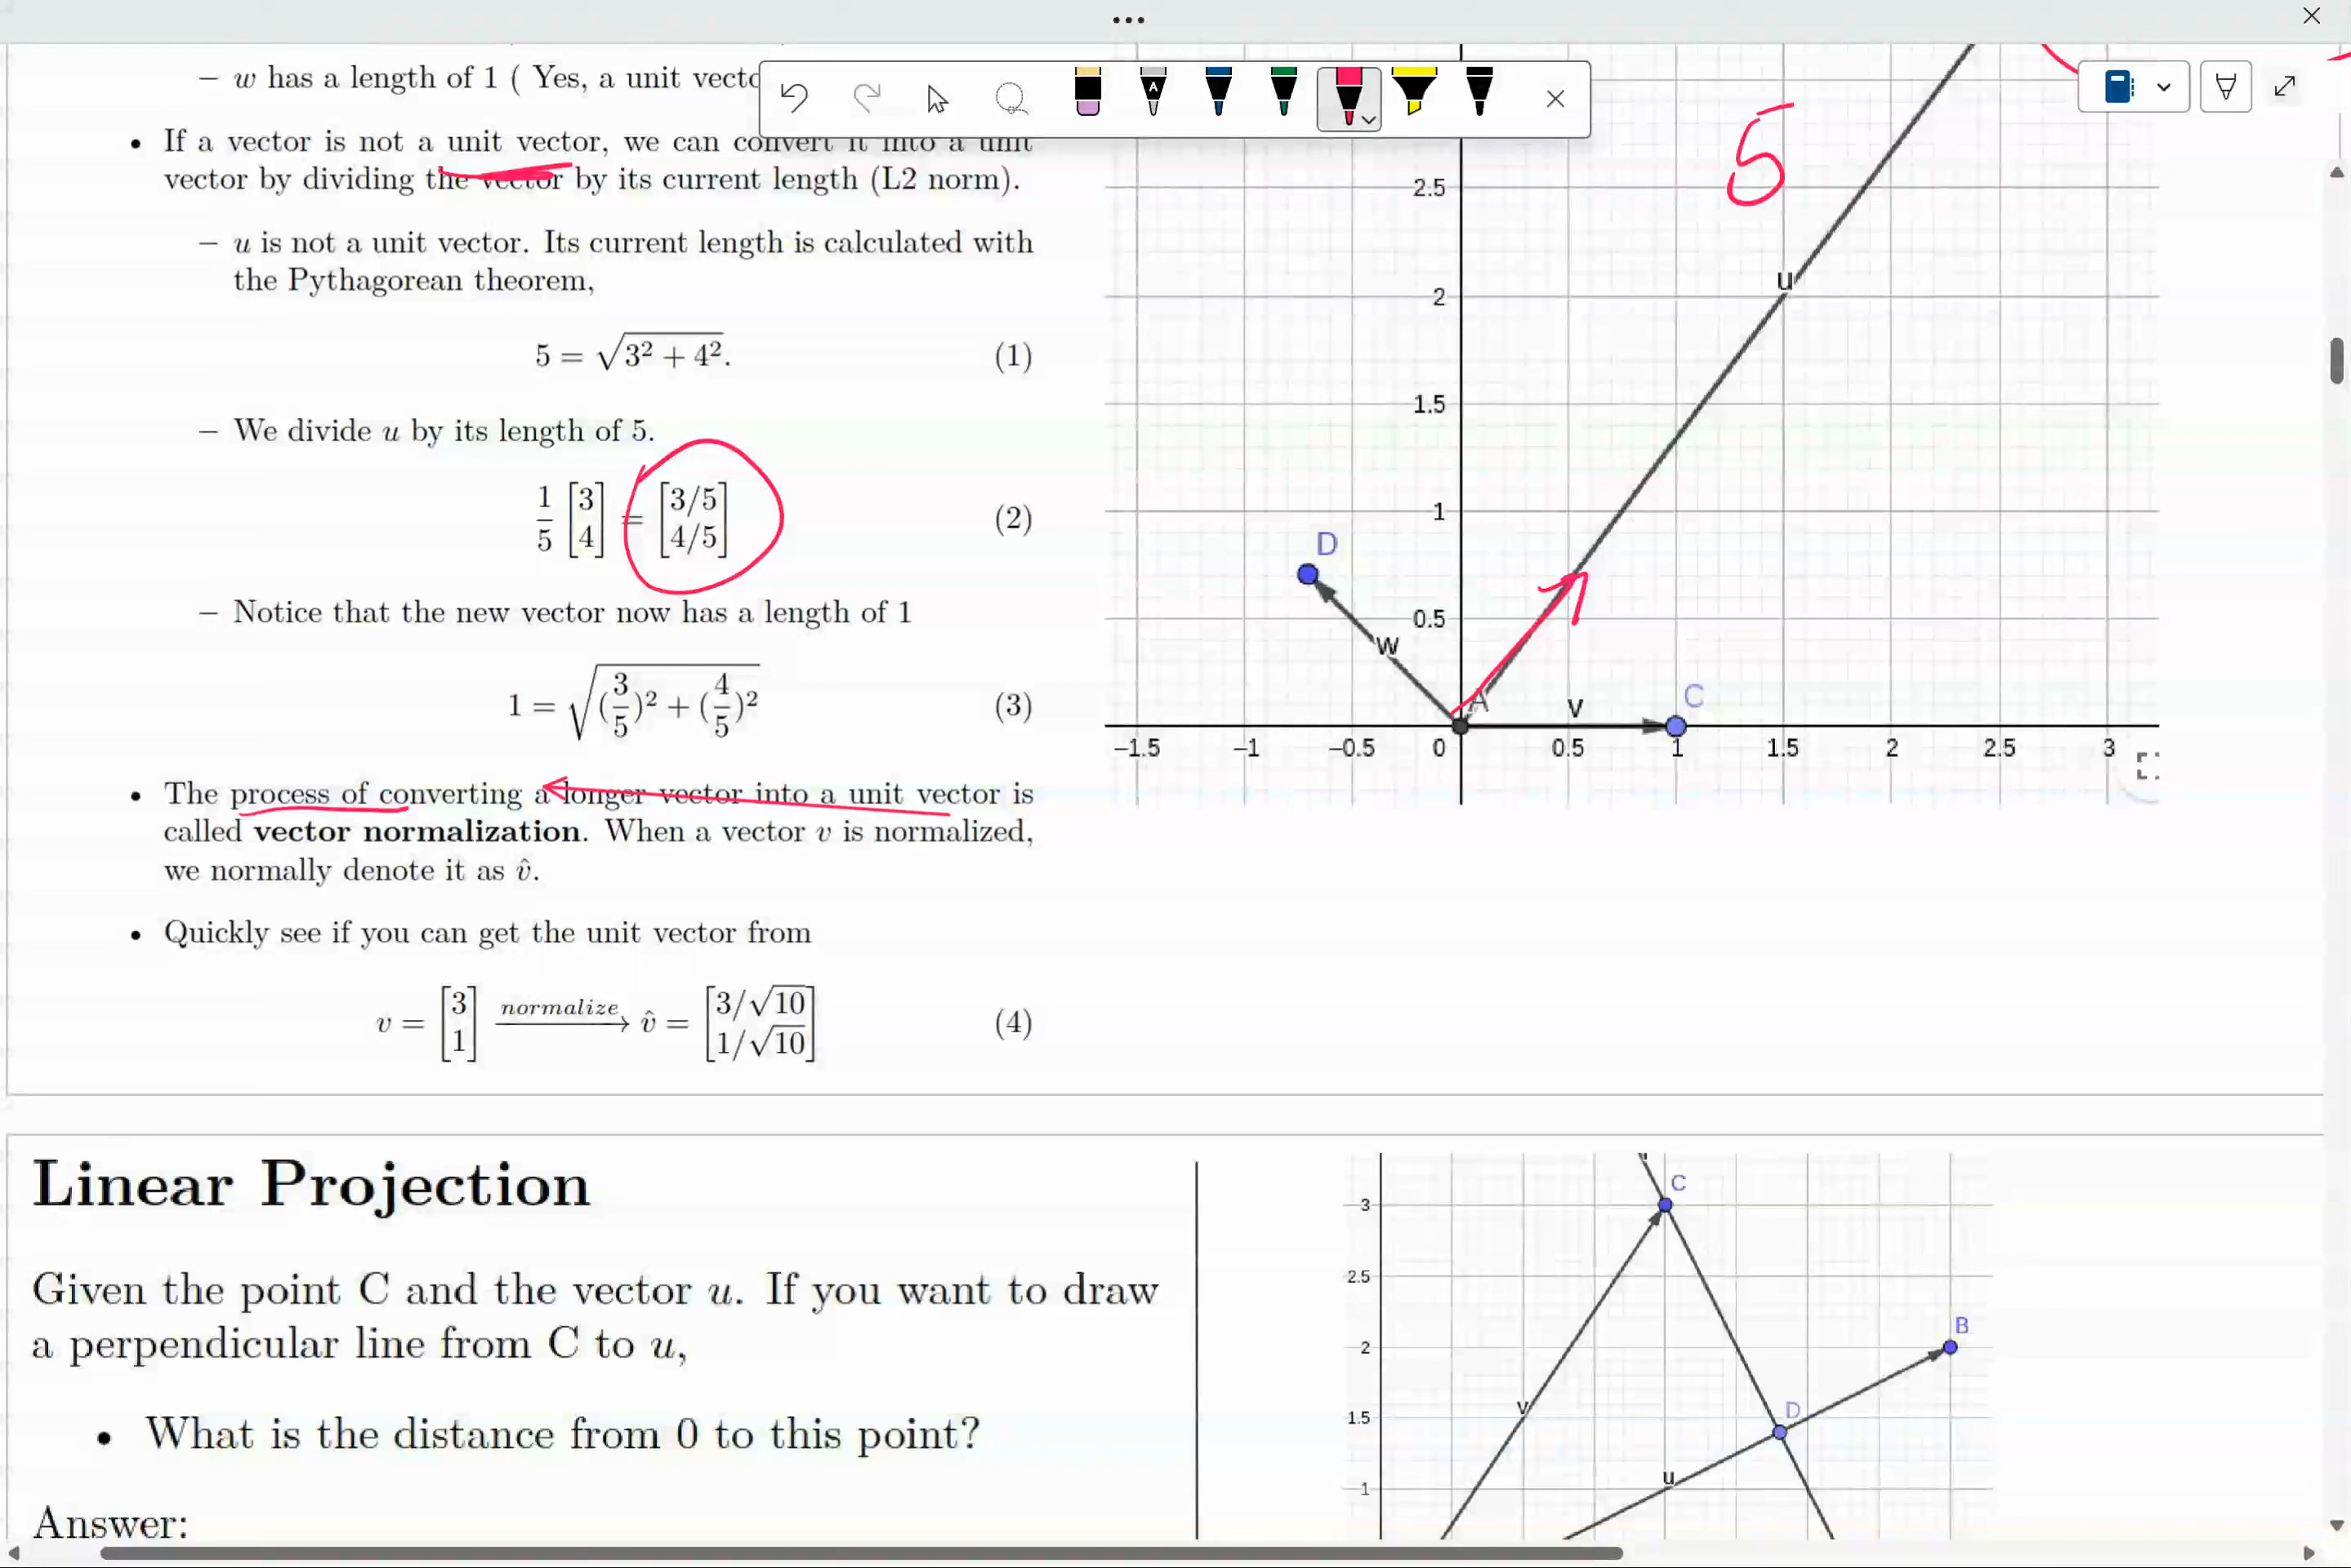 – w has a length of 1 ( Yes, a unit vecto
• If a vector is not a unit vector, we can convert it into a unit
vector by dividing the vector by its current length (L2 norm).
– u is not a unit vector. Its current length is calculated with
the Pythagorean theorem,
5 = √(3² + 4²). (1)
– We divide u by its length of 5.
1/5 [3 4] = [3/5 4/5] (2)
– Notice that the new vector now has a length of 1
1 = √((3/5)² + (4/5)²) (3)
• The process of converting a longer vector into a unit vector is
called vector normalization. When a vector v is normalized,
we normally denote it as v̂.
• Quickly see if you can get the unit vector from
v = [3 1] normalize→ v̂ = [3/√10 1/√10] (4)
A
5
2.5
u
2
1.5
1
D
w
0.5
A
v
C
−1.5 −1 −0.5 0 0.5 1 1.5 2 2.5 3
Linear Projection
Given the point C and the vector u. If you want to draw
a perpendicular line from C to u,
• What is the distance from 0 to this point?
Answer:
C
3
2.5
B
2
v
D
1.5
u
1